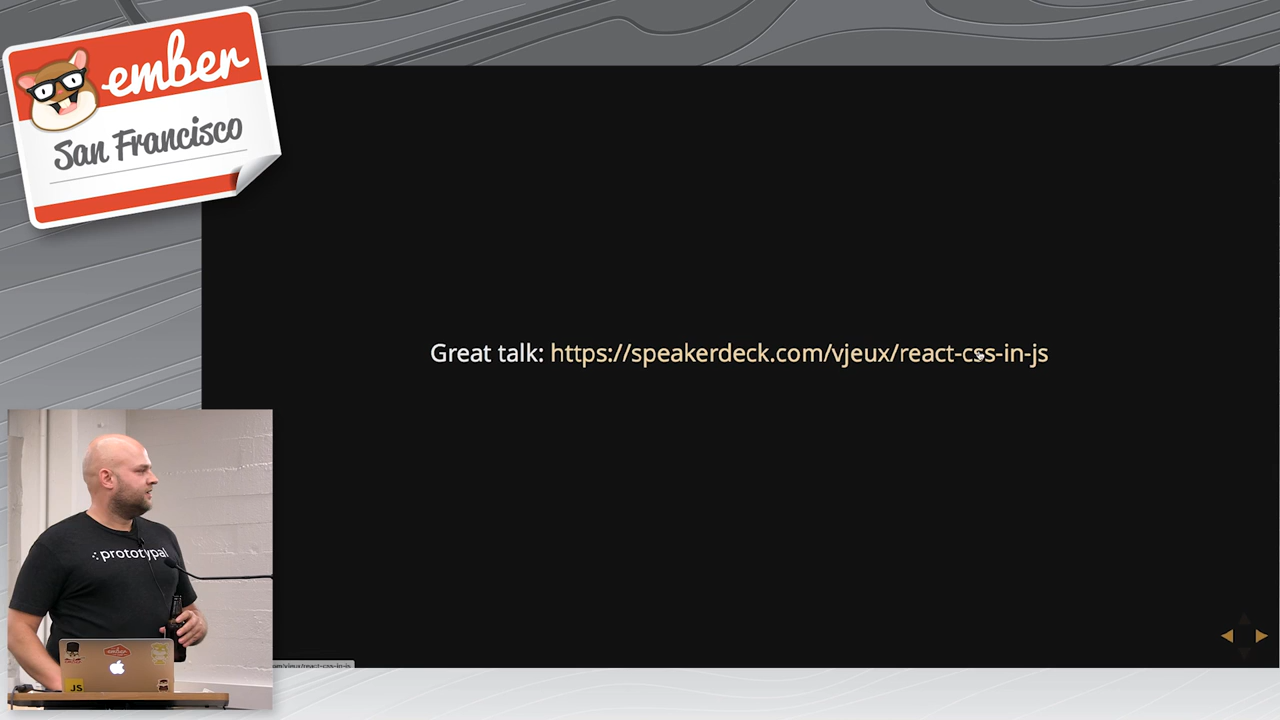 ember
San Francisco
Great talk: https://speakerdeck.com/vjeux/react-css-in-js
prototypal
JS